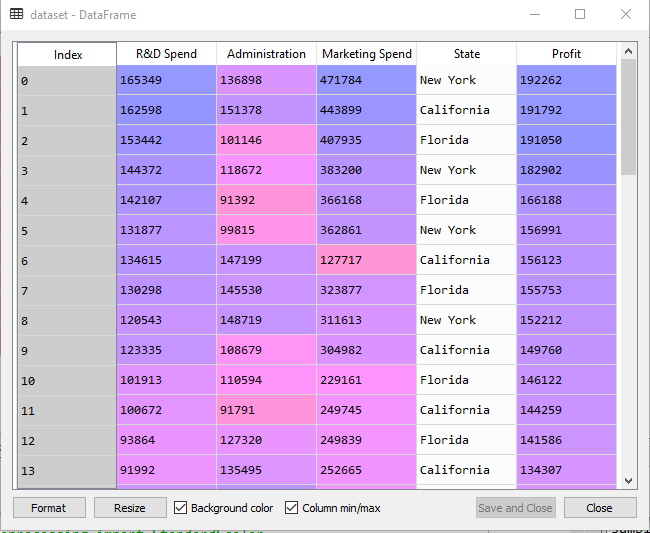 dataset - DataFrame
Index R&D Spend Administration Marketing Spend State Profit
0 165349 136898 471784 New York 192262
1 162598 151378 443899 California 191792
2 153442 101146 407935 Florida 191050
3 144372 118672 383200 New York 182902
4 142107 91392 366168 Florida 166188
5 131877 99815 362861 New York 156991
6 134615 147199 127717 California 156123
7 130298 145530 323877 Florida 155753
8 120543 148719 311613 New York 152212
9 123335 108679 304982 California 149760
10 101913 110594 229161 Florida 146122
11 100672 91791 249745 California 144259
12 93864 127320 249839 Florida 141586
13 91992 135495 252665 California 134307
Format Resize Background color Column min/max Save and Close Close